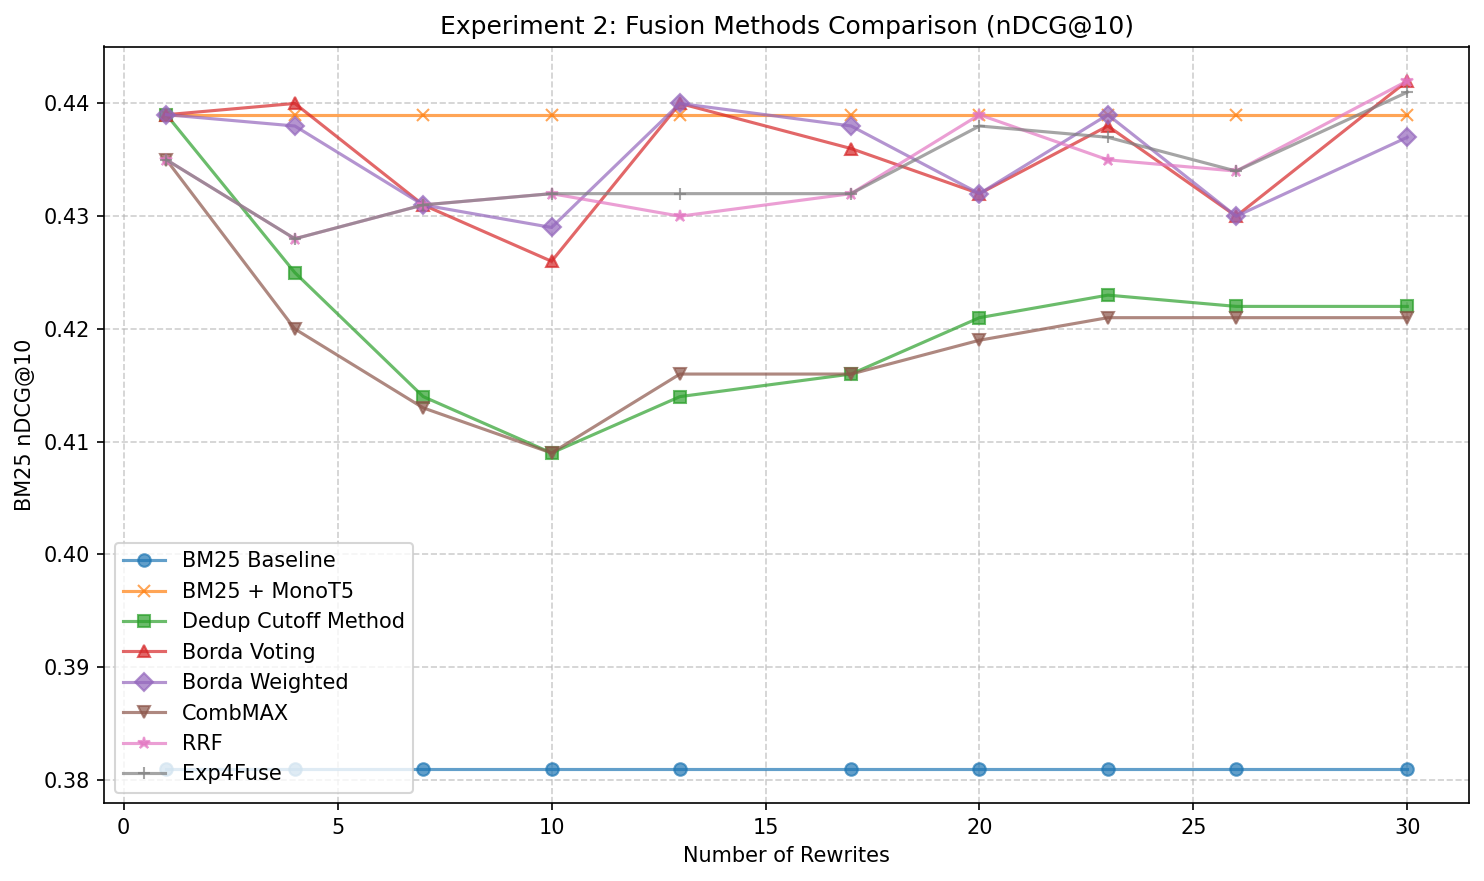 Experiment 2: Fusion Methods Comparison (nDCG@10)
BM25 nDCG@10
0.44
0.43
0.42
0.41
0.40
0.39
0.38
BM25 Baseline
BM25 + MonoT5
Dedup Cutoff Method
Borda Voting
Borda Weighted
CombMAX
RRF
Exp4Fuse
0 5 10 15 20 25 30
Number of Rewrites